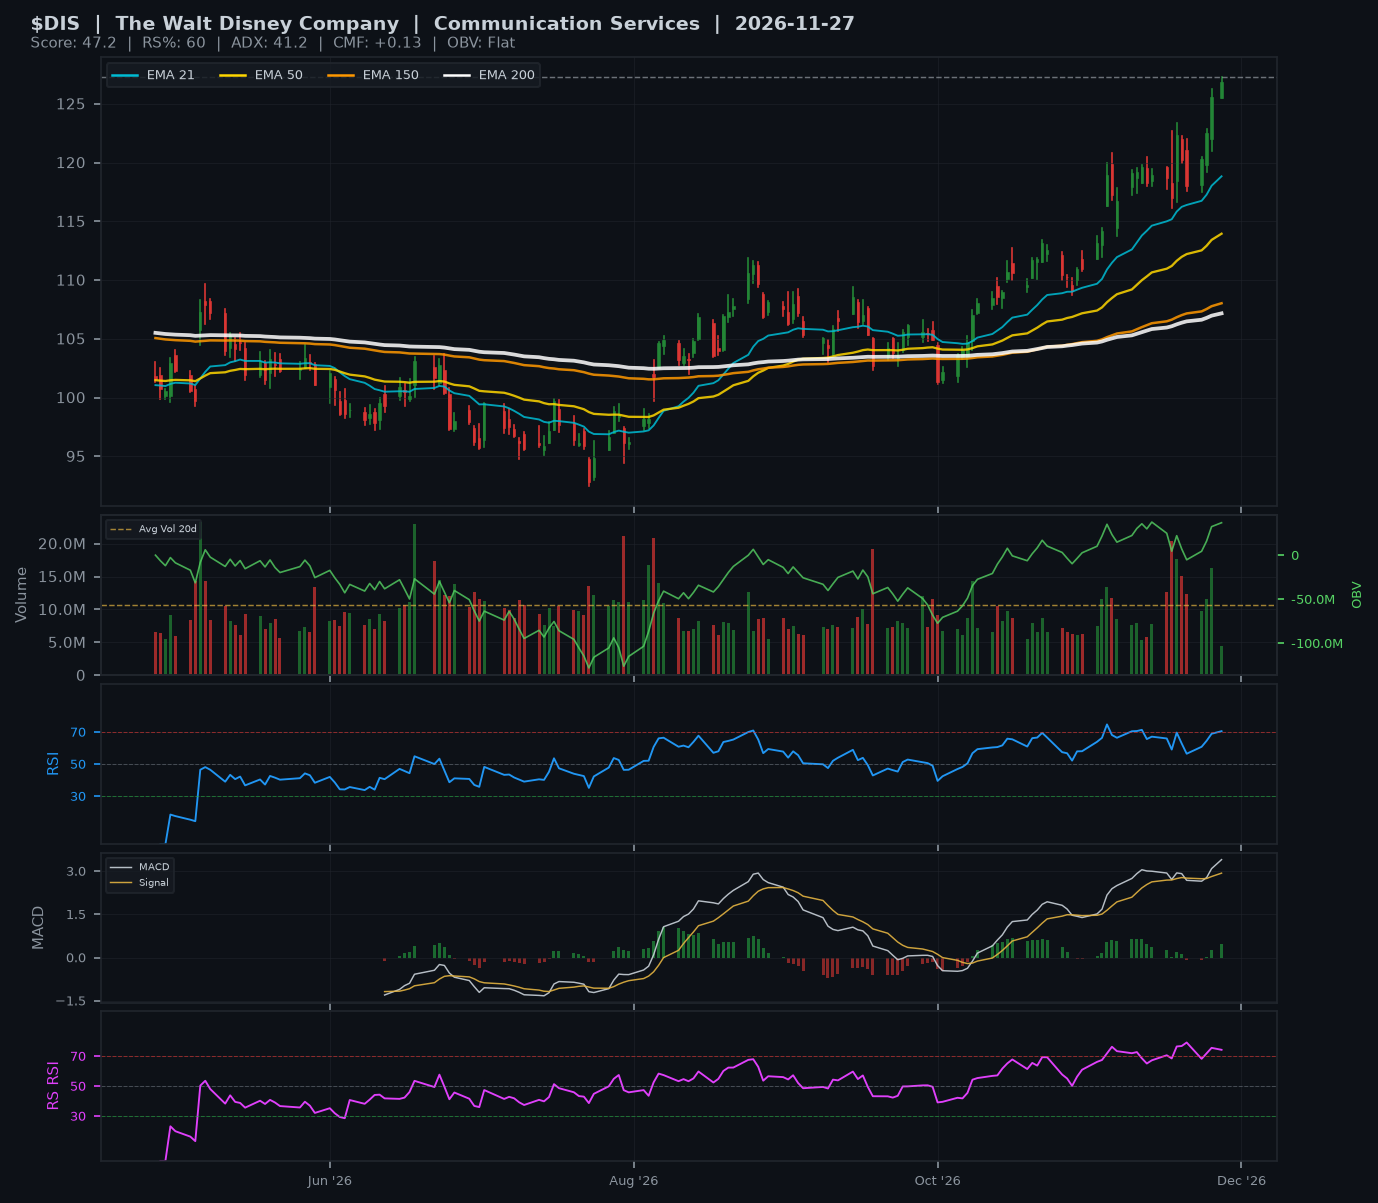 $DIS | The Walt Disney Company | Communication Services | 2026-11-27
Score: 47.2 | RS%: 60 | ADX: 41.2 | CMF: +0.13 | OBV: Flat
EMA 21 EMA 50 EMA 150 EMA 200
125
120
115
110
105
100
95
Avg Vol 20d
Volume
20.0M
15.0M
10.0M
5.0M
0
0
-50.0M
-100.0M
OBV
RSI
70
50
30
MACD
Signal
MACD
3.0
1.5
0.0
−1.5
RS RSI
70
50
30
Jun '26 Aug '26 Oct '26 Dec '26